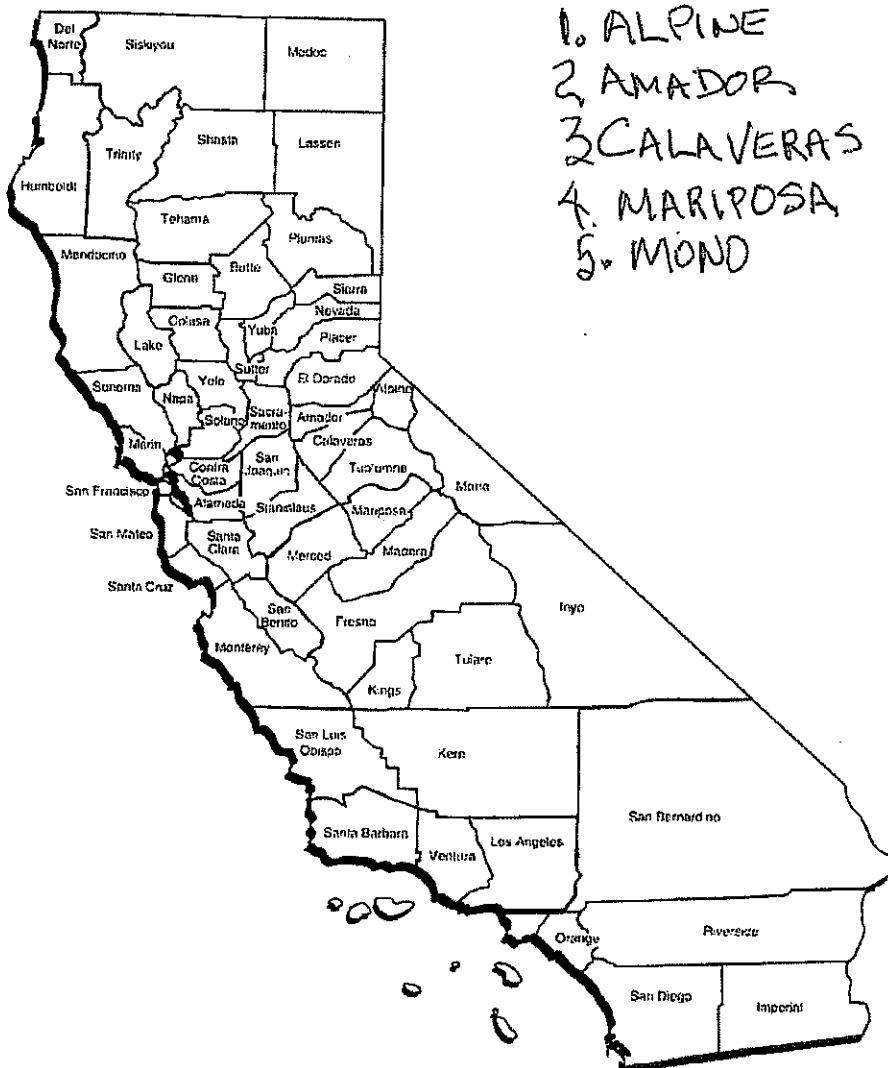 1. ALPINE
2 AMADOR
3 CALAVERAS
4. MARIPOSA
5. MONO
Del
Norte
Siskiyou
Modoc
Humboldt
Trinity
Shasta
Lassen
Tehama
Plumas
Mendocino
Glenn
Butte
Sierra
Nevada
Colusa
Yuba
Placer
Lake
Sutter
El Dorado
Sonoma
Napa
Yolo
Alpine
Solano
Sacra-
mento
Amador
Calaveras
Marin
Contra
Costa
San
Joaquin
Tuolumne
Mono
San Francisco
Alameda
Stanislaus
Mariposa
San Mateo
Santa
Clara
Merced
Madera
Santa Cruz
San
Benito
Fresno
Inyo
Monterey
Kings
Tulare
San Luis
Obispo
Kern
San Bernardino
Santa Barbara
Ventura
Los Angeles
Orange
Riverside
San Diego
Imperial